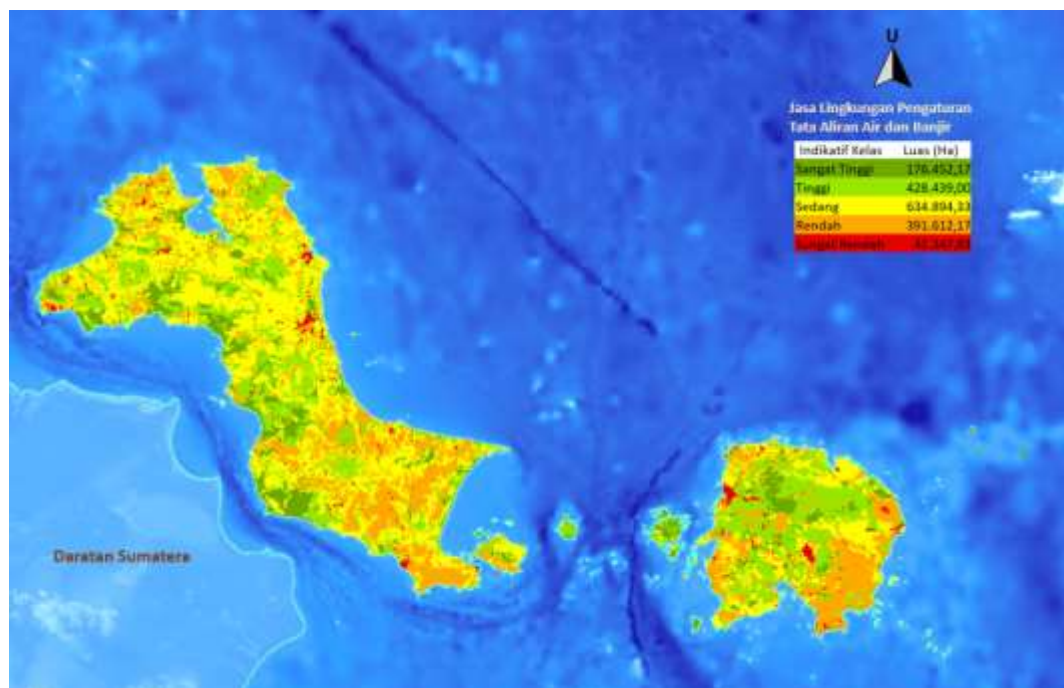 U
Jasa Lingkungan Pengaturan
Tata Aliran Air dan Banjir
Indikatif Kelas Luas (Ha)
Sangat Tinggi 176.452,17
Tinggi 428.439,00
Sedang 634.894,33
Rendah 391.612,17
Sangat Rendah
Daratan Sumatera